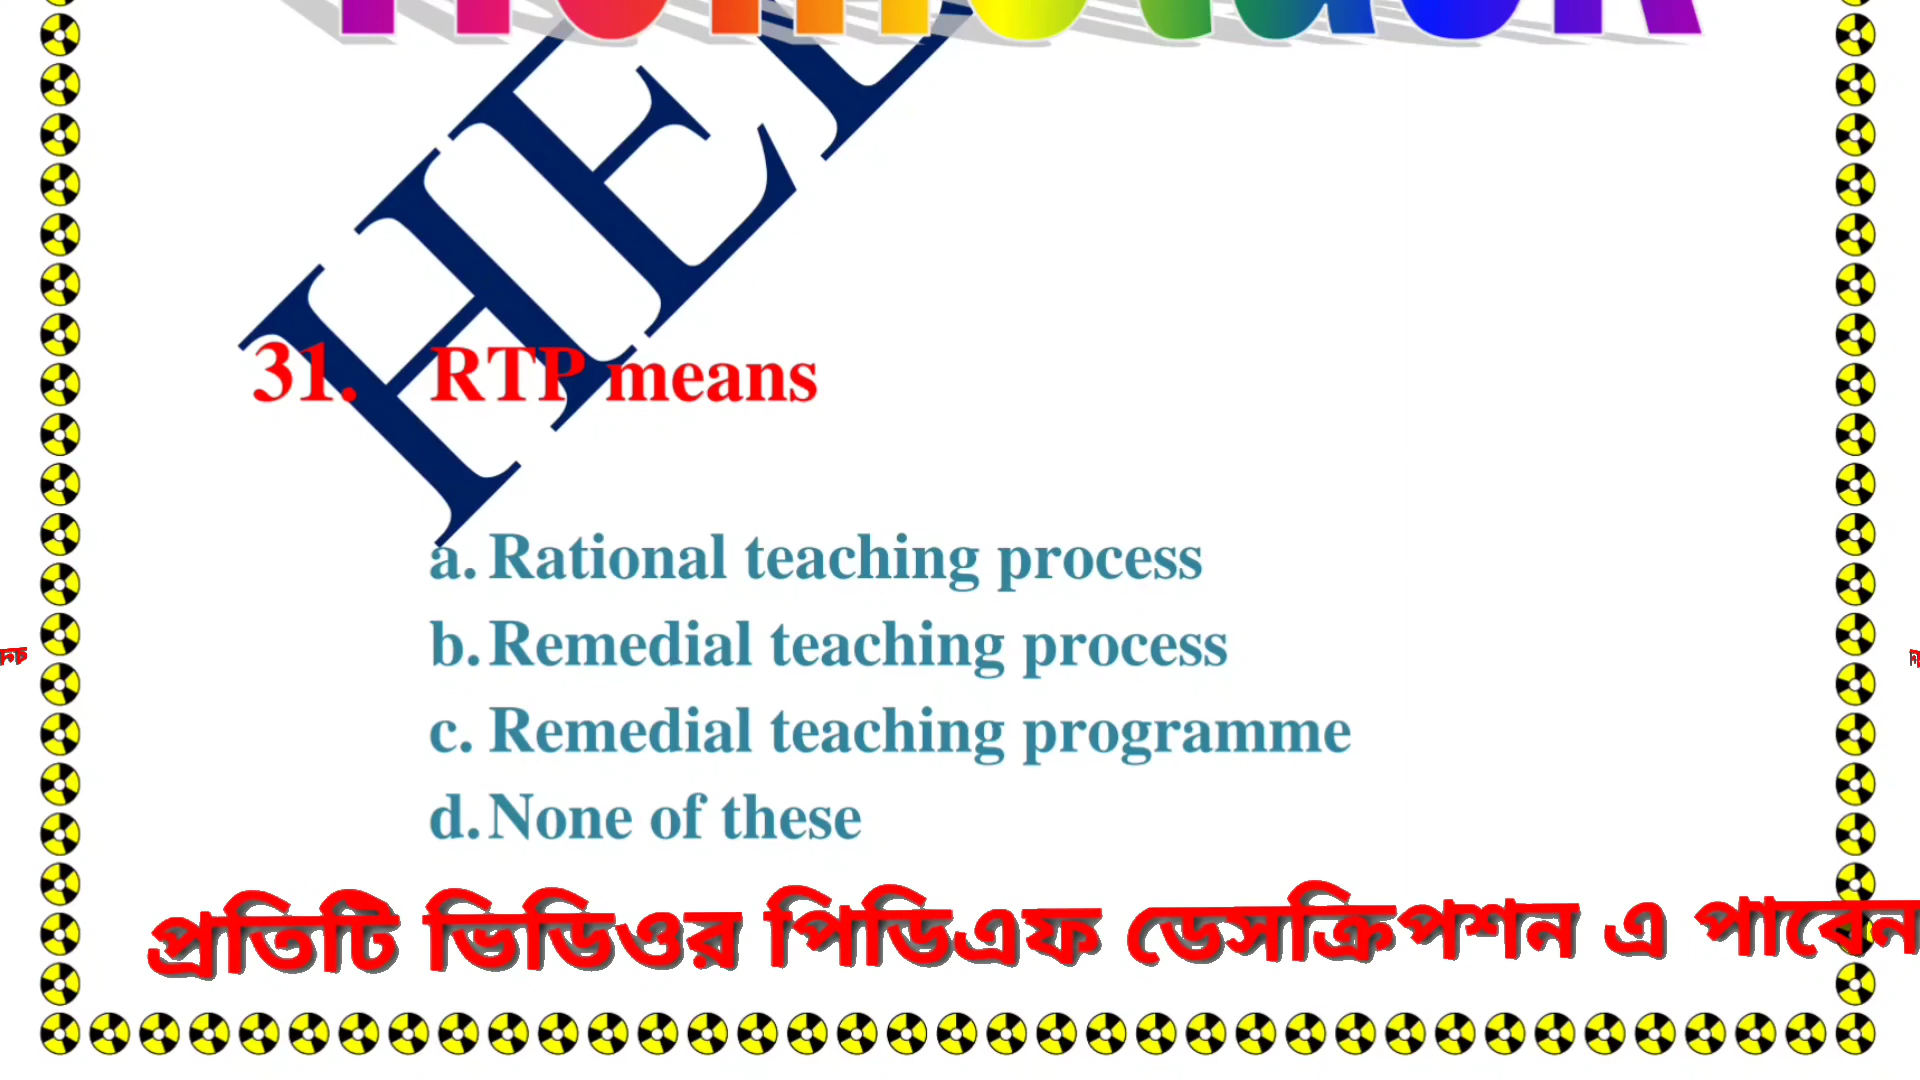 HEL
31. RTP means
a. Rational teaching process
b. Remedial teaching process
c. Remedial teaching programme
d. None of these
প্রতিটি ভিডিওর পিডিএফ ডেসক্রিপশন এ পাবেন